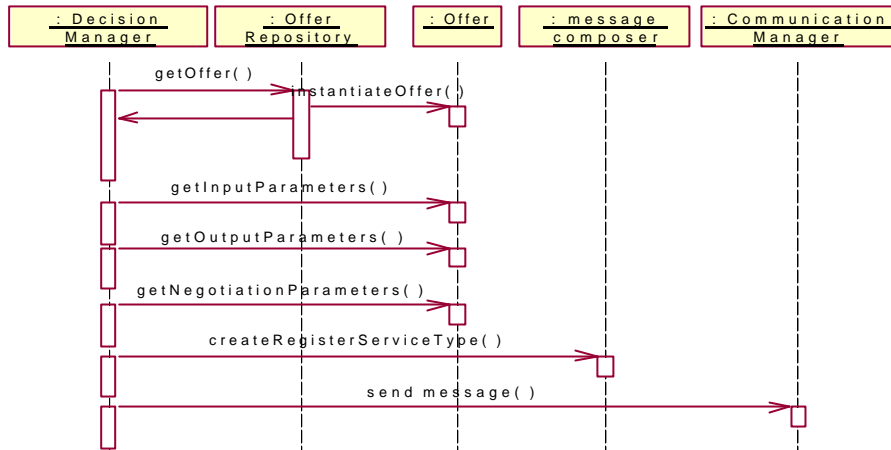 : Decision
Manager
: Offer
Repository
: Offer
: message
composer
: Communication
Manager
getOffer( )
instantiateOffer( )
getInputParameters( )
getOutputParameters( )
getNegotiationParameters( )
createRegisterServiceType( )
send message( )